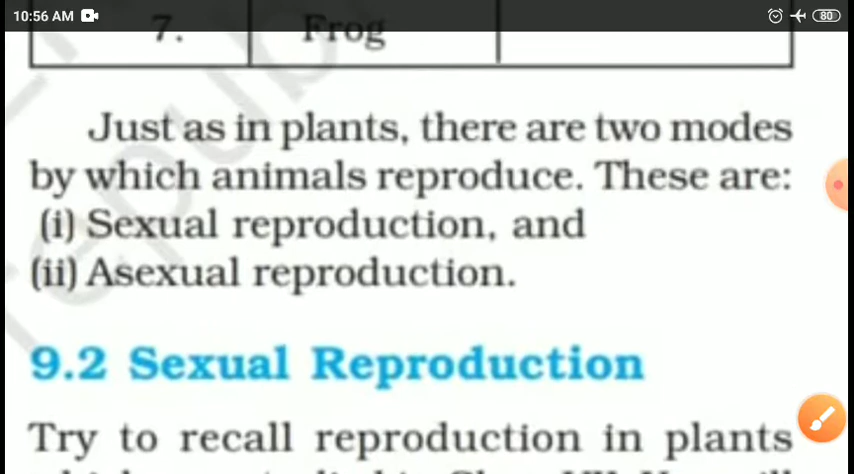 10:56 AM
80
7. Frog
Just as in plants, there are two modes
by which animals reproduce. These are:
(i) Sexual reproduction, and
(ii) Asexual reproduction.
9.2 Sexual Reproduction
Try to recall reproduction in plants